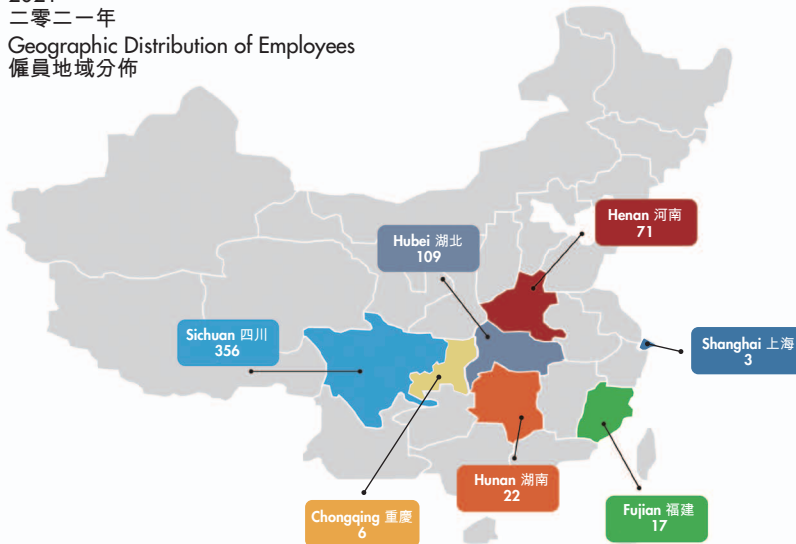 二零二一年
Geographic Distribution of Employees
僱員地域分佈
Henan 河南
71
Hubei 湖北
109
Sichuan 四川
356
Shanghai 上海
3
Hunan 湖南
22
Chongqing 重慶
6
Fujian 福建
17